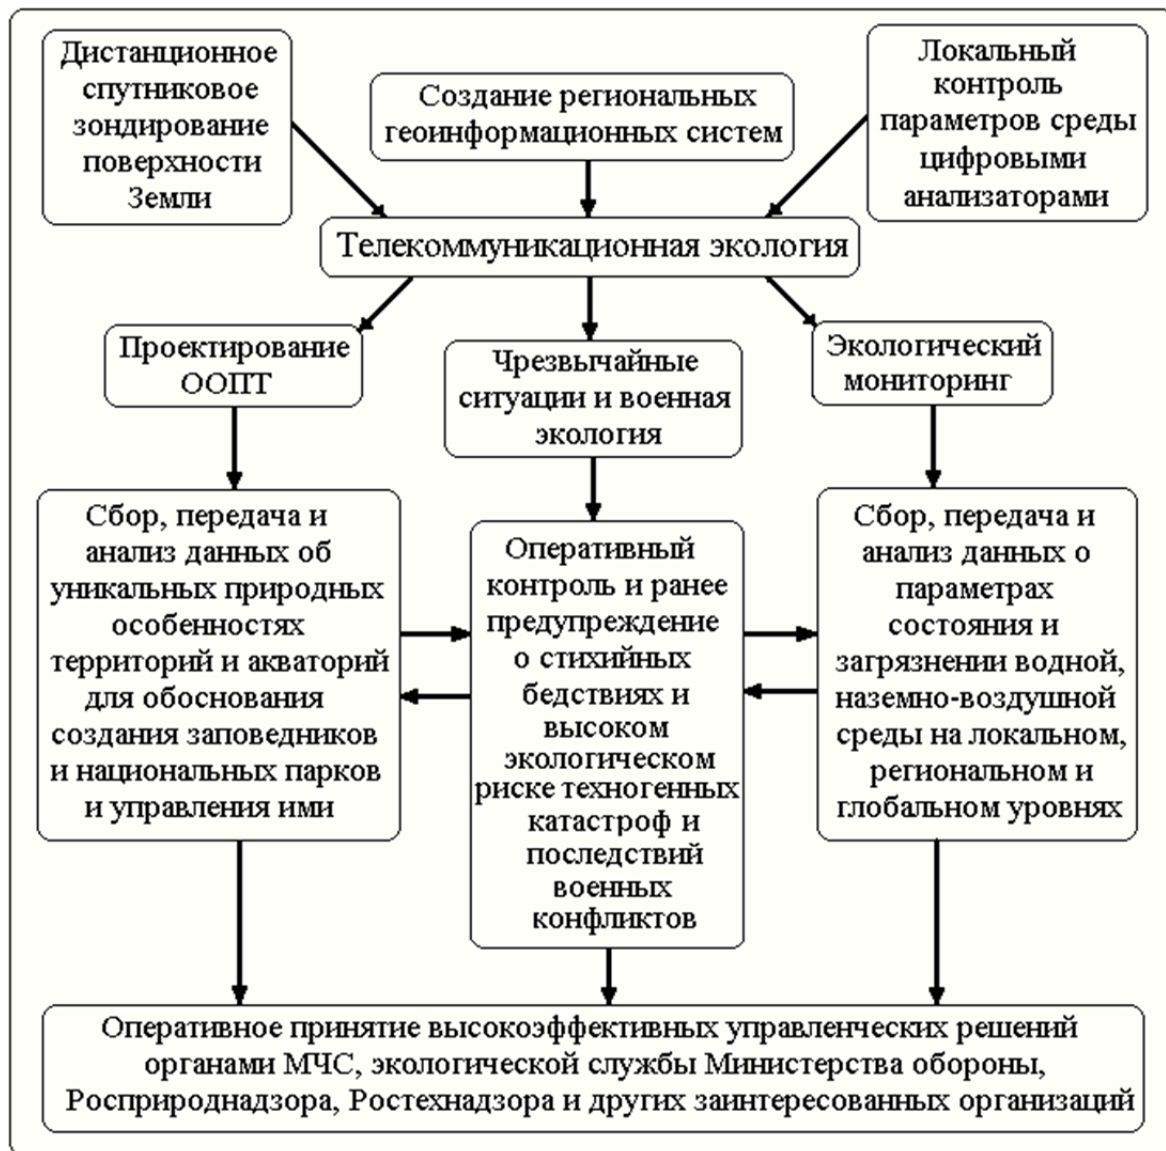 Дистанционное
спутниковое
зондирование
поверхности
Земли
Создание региональных
геоинформационных систем
Локальный
контроль
параметров среды
цифровыми
анализаторами
Телекоммуникационная экология
Проектирование
ООПТ
Чрезвычайные
ситуации и военная
экология
Экологический
мониторинг
Сбор, передача и
анализ данных об
уникальных природных
особенностях
территорий и акваторий
для обоснования
создания заповедников
и национальных парков
и управления ими
Оперативный
контроль и ранее
предупреждение
о стихийных
бедствиях и
высоком
экологическом
риске техногенных
катастроф и
последствий
военных
конфликтов
Сбор, передача и
анализ данных о
параметрах
состояния и
загрязнении водной,
наземно-воздушной
среды на локальном,
региональном и
глобальном уровнях
Оперативное принятие высокоэффективных управленческих решений
органами МЧС, экологической службы Министерства обороны,
Росприроднадзора, Ростехнадзора и других заинтересованных организаций